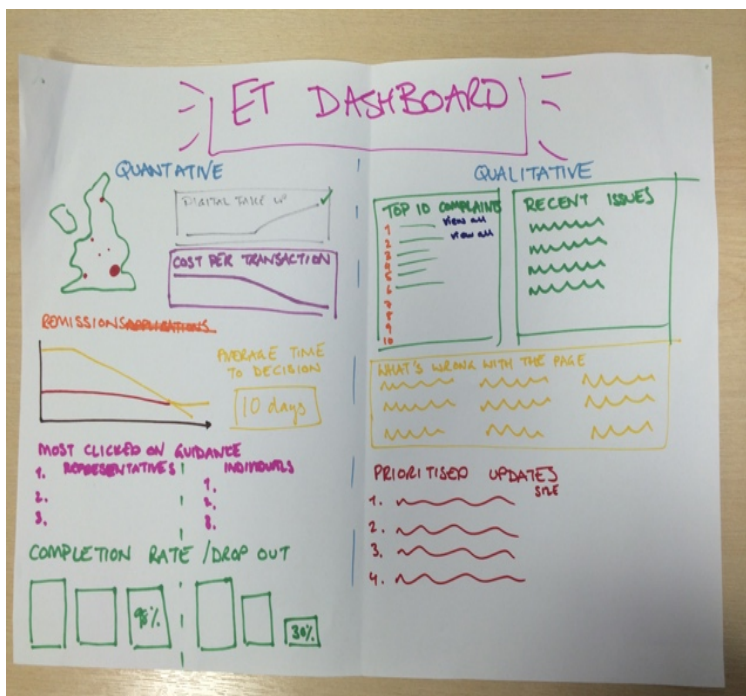 ET DASHBOARD
QUANTATIVE
DIGITAL TAKE UP
COST PER TRANSACTION
REMISSIONS APPLICATIONS
AVERAGE TIME
TO DECISION
10 days
MOST CLICKED ON GUIDANCE
REPRESENTATIVES
1.
2.
3.
INDIVIDUALS
1.
2.
3.
COMPLETION RATE / DROP OUT
98%
30%
QUALITATIVE
TOP 10 COMPLAINTS
view all
view all
1
2
3
4
5
6
7
8
9
10
RECENT ISSUES
WHAT'S WRONG WITH THE PAGE
PRIORITISED UPDATES
SIZE
1.
2.
3.
4.